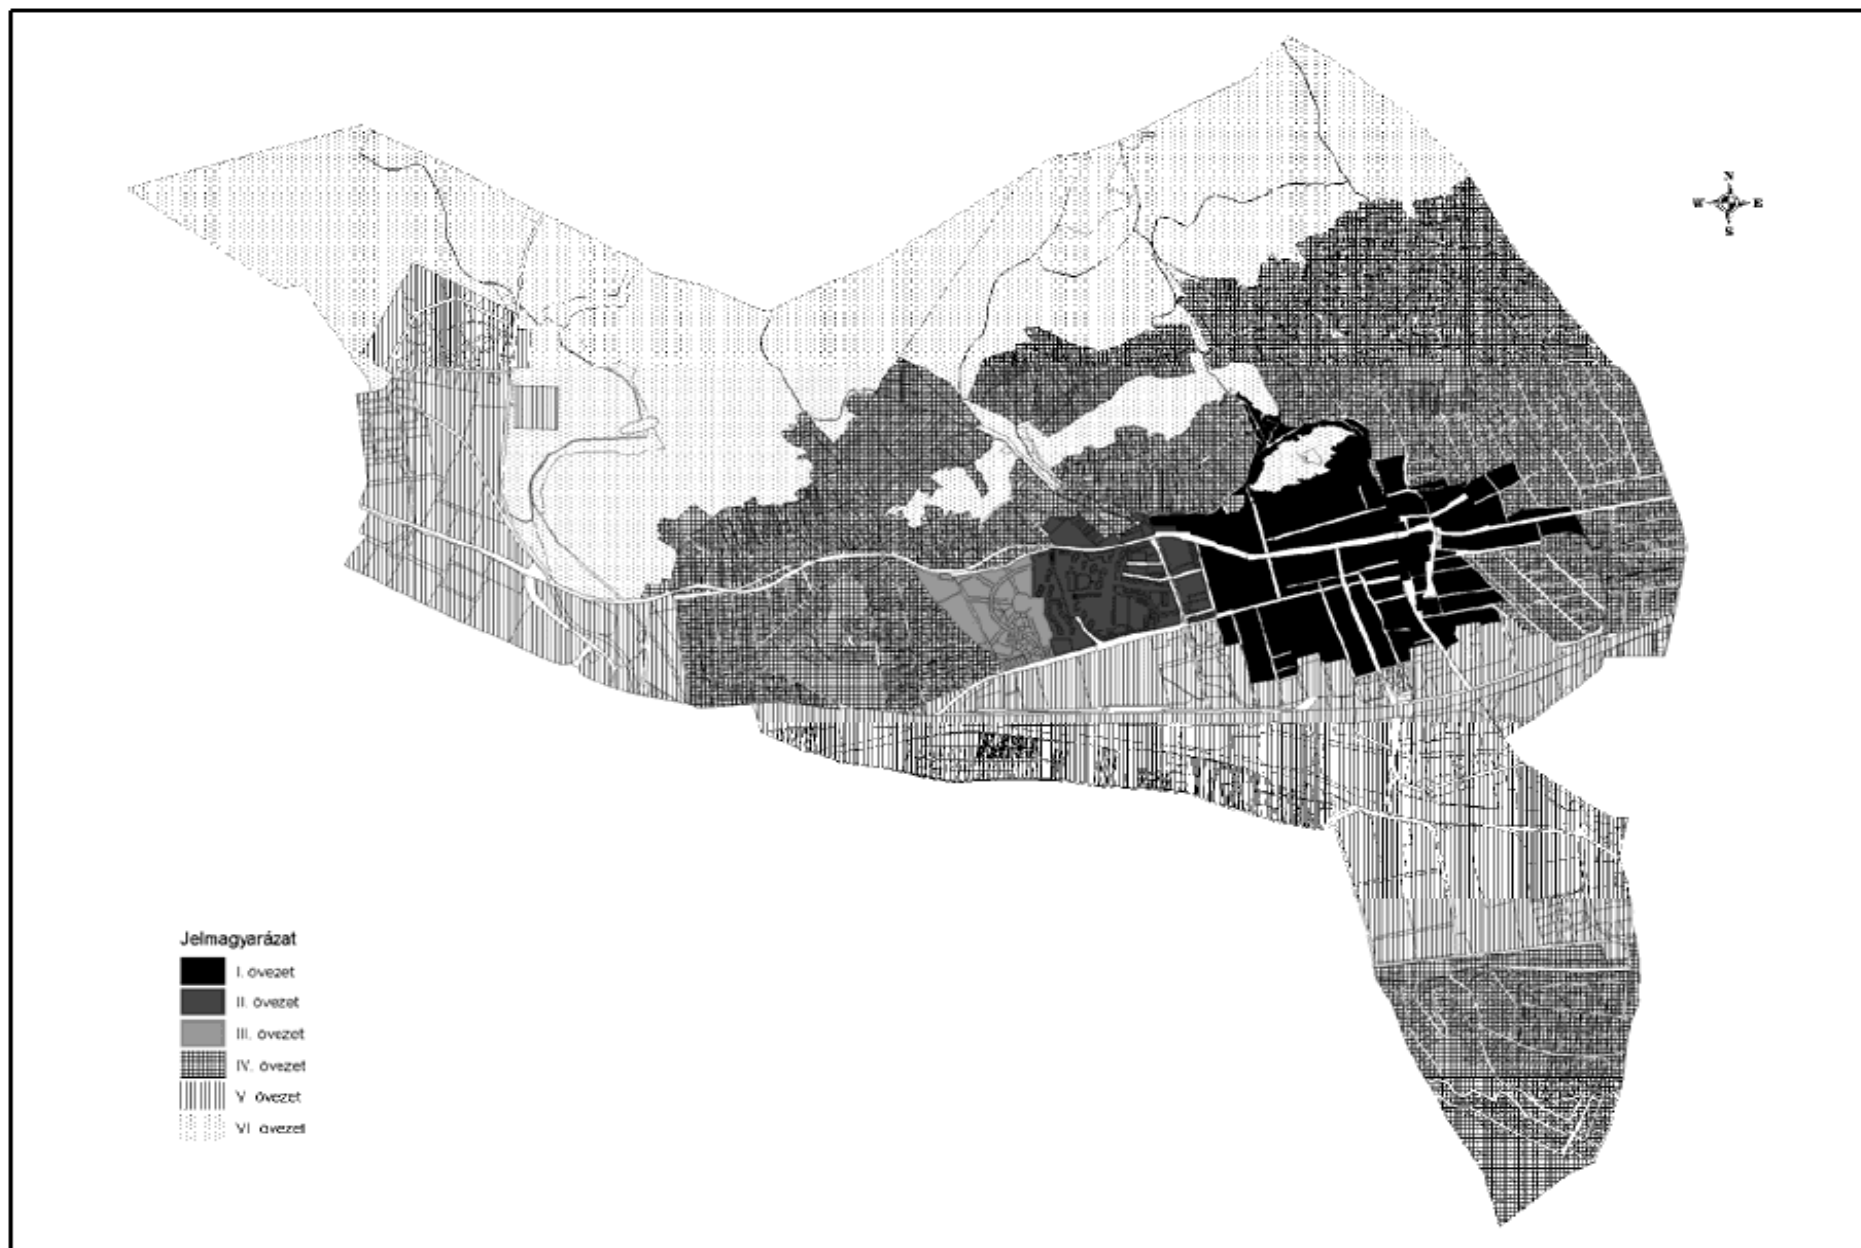 N
W E
S
Jelmagyarázat
I. övezet
II. övezet
III. övezet
IV. övezet
V. övezet
VI. övezet